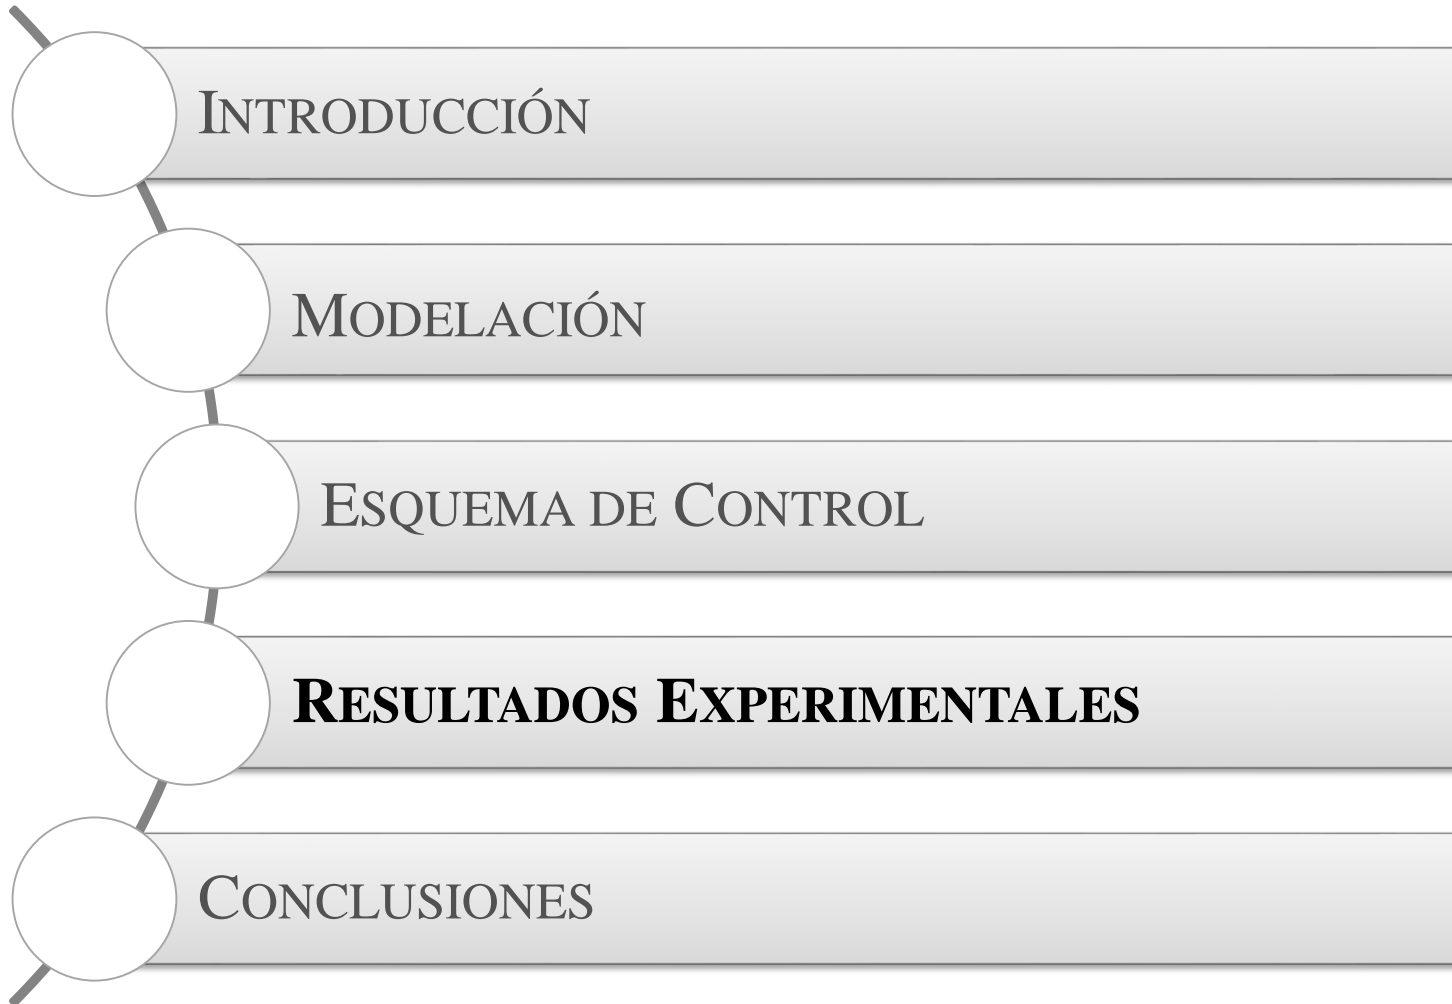 Introducción
Modelación
Esquema de Control
Resultados Experimentales
Conclusiones